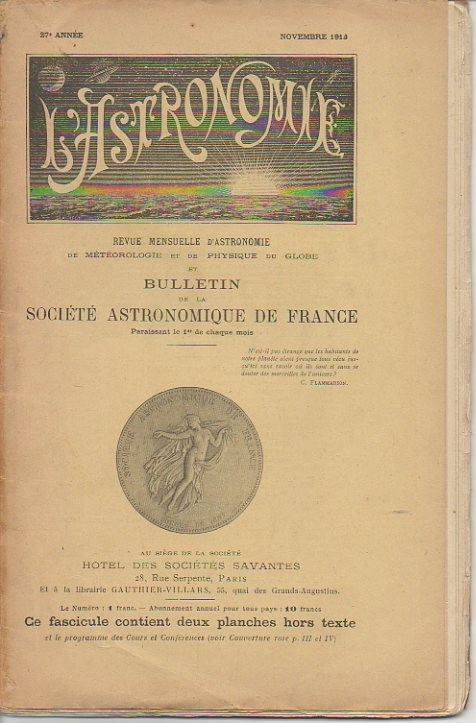 27e ANNÉE
NOVEMBRE 1913
L'ASTRONOMIE
REVUE MENSUELLE D'ASTRONOMIE
DE MÉTÉOROLOGIE ET DE PHYSIQUE DU GLOBE
ET
BULLETIN
DE LA
SOCIÉTÉ ASTRONOMIQUE DE FRANCE
Paraissant le 1er de chaque mois
N'est-il pas étrange que les habitants de
notre planète aient presque tous vécu jus-
qu'ici sans savoir où ils sont et sans se
douter des merveilles de l'univers?
C. FLAMMARION.
SOCIÉTÉ ASTRONOMIQUE DE FRANCE
AU SIÈGE DE LA SOCIÉTÉ
HOTEL DES SOCIÉTÉS SAVANTES
28, Rue Serpente, PARIS
Et à la librairie GAUTHIER-VILLARS, 55, quai des Grands-Augustins.
Le Numéro : 1 franc. — Abonnement annuel pour tous pays : 10 francs
Ce fascicule contient deux planches hors texte
et le programme des Cours et Conférences (voir Couverture rose p. III et IV)